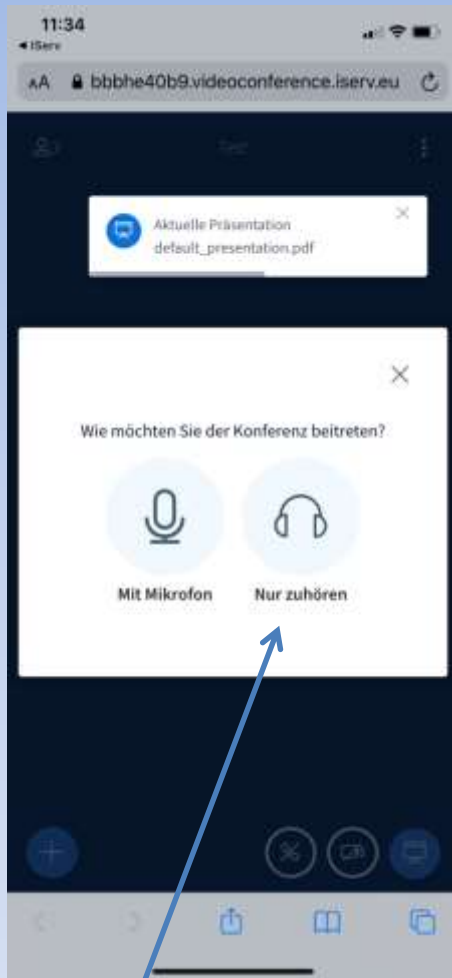 11:34
◀ IServ
AA bbbhe40b9.videoconference.iserv.eu
Test
Aktuelle Präsentation
default_presentation.pdf
Wie möchten Sie der Konferenz beitreten?
Mit Mikrofon Nur zuhören